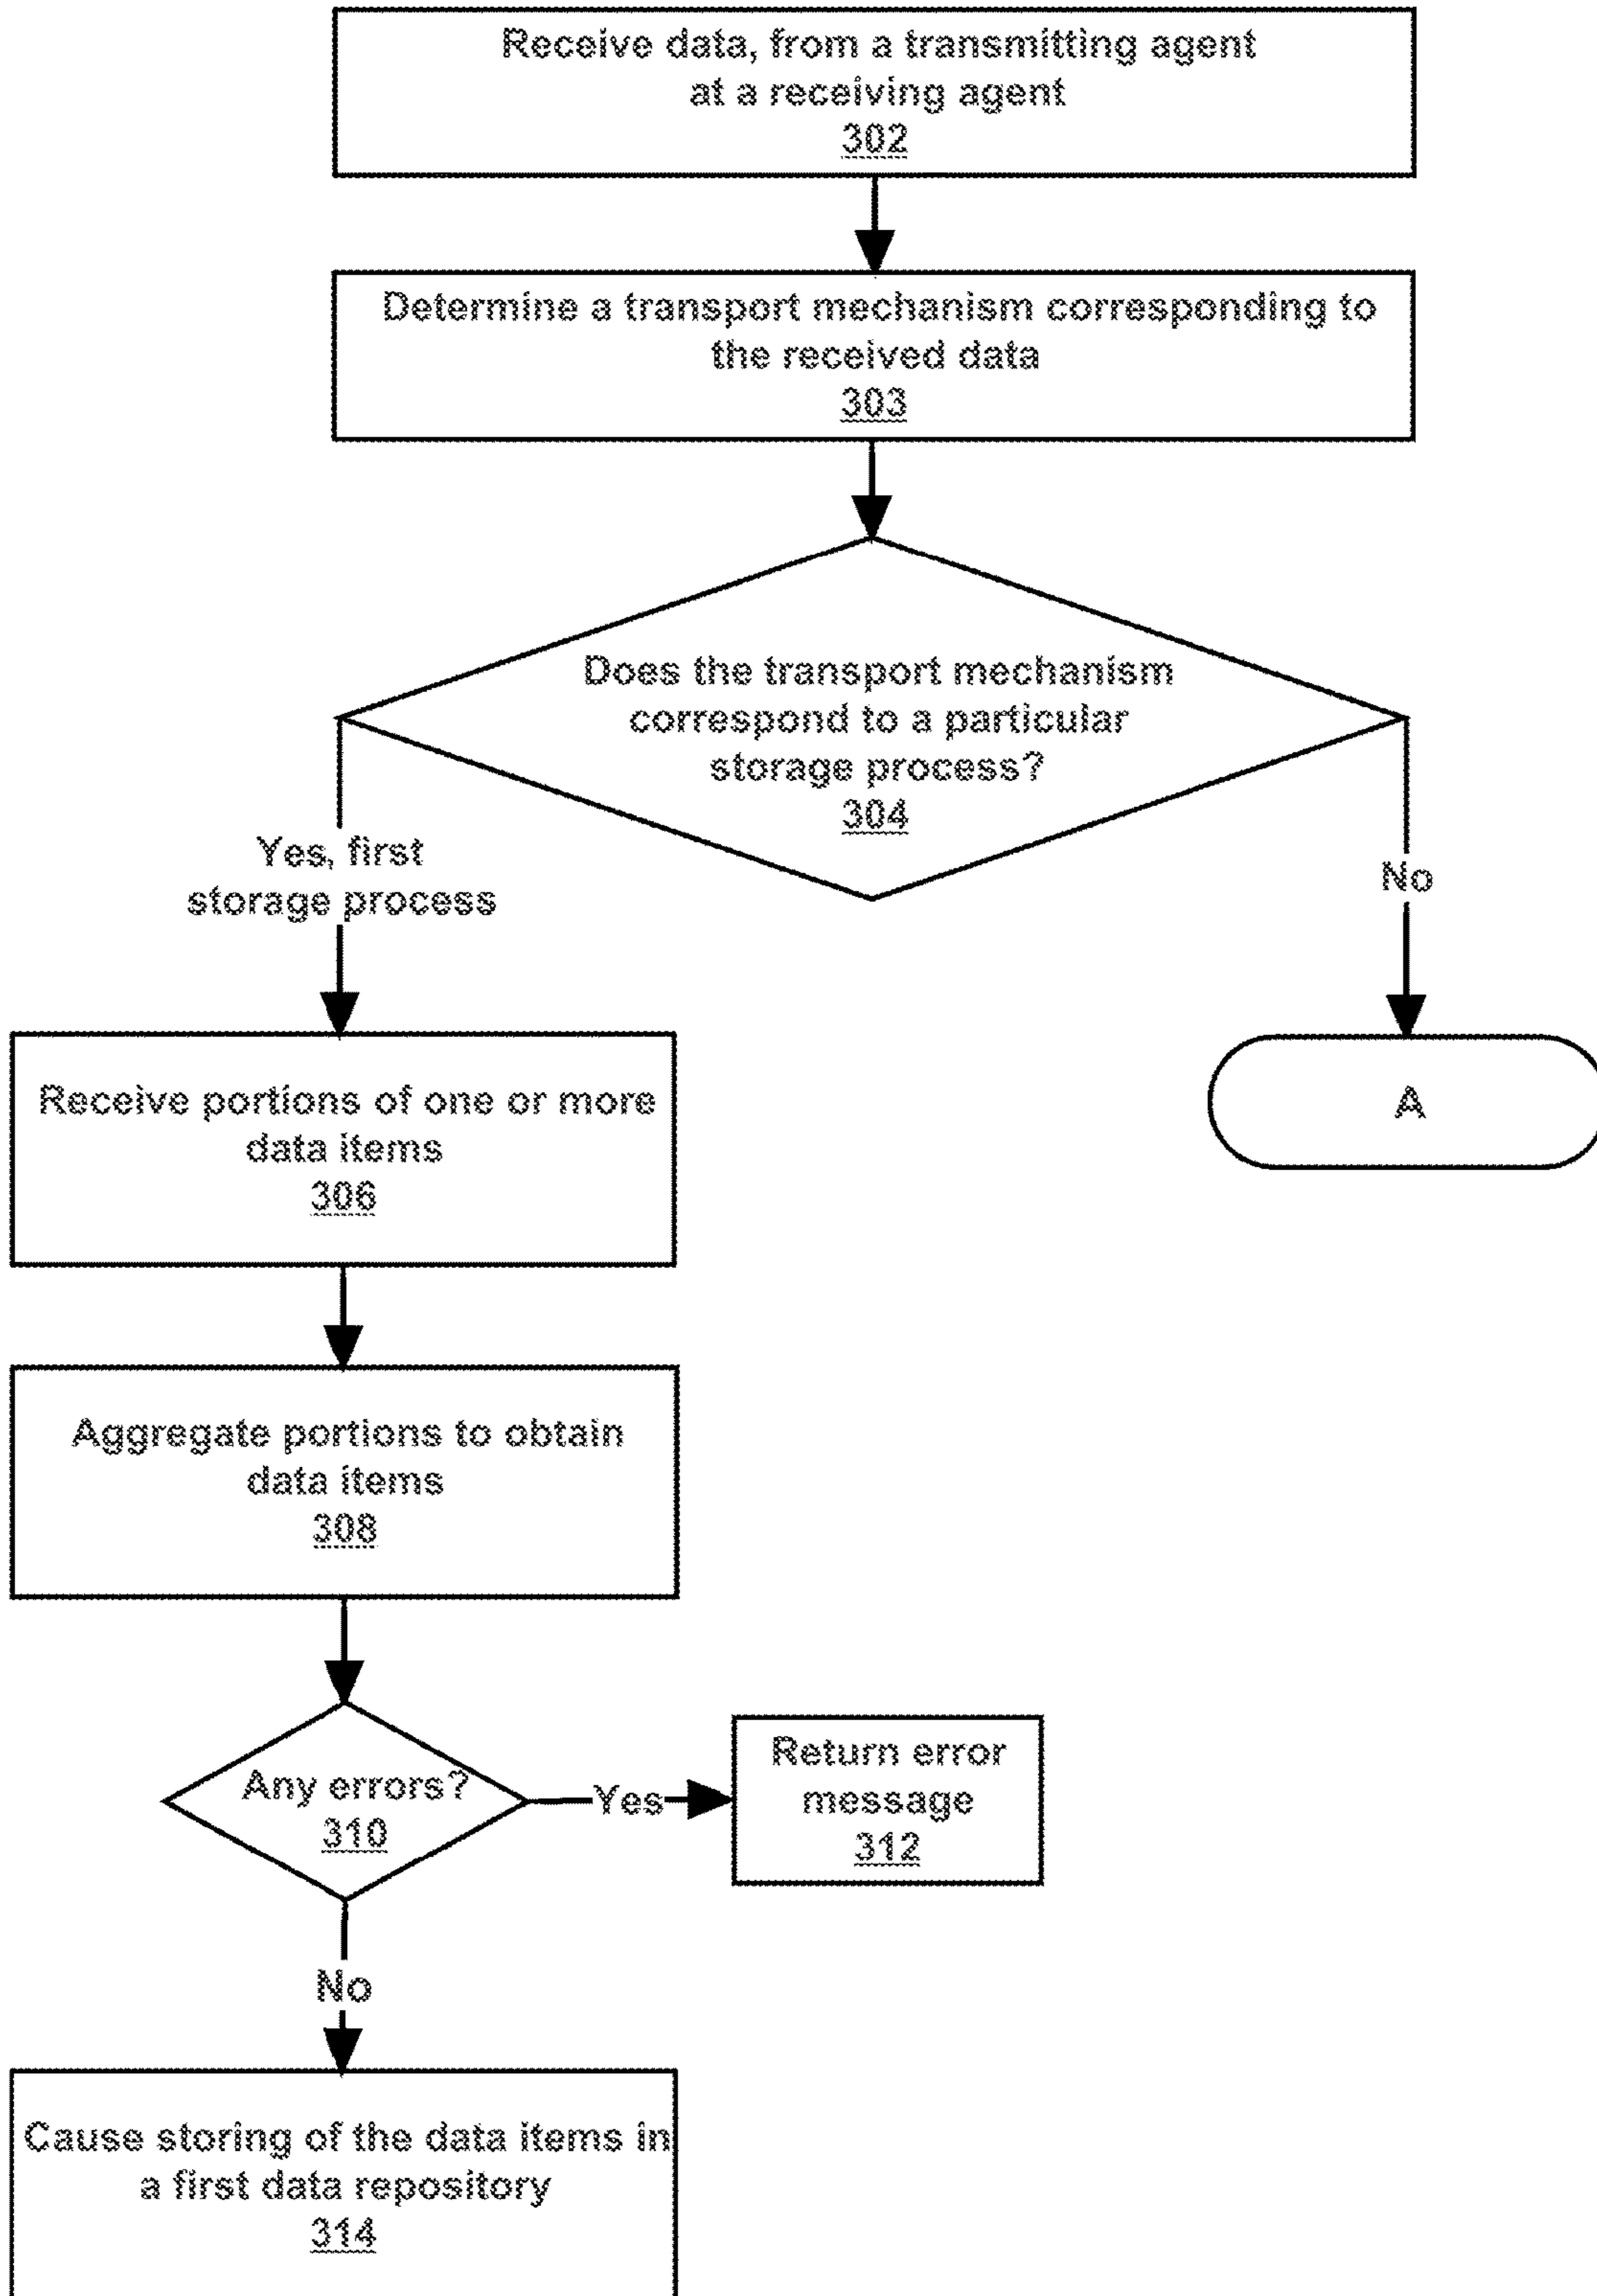 Receive data, from a transmitting agent
at a receiving agent
302
Determine a transport mechanism corresponding to
the received data
303
Does the transport mechanism
correspond to a particular
storage process?
304
Yes, first
storage process
No
Receive portions of one or more
data items
306
A
Aggregate portions to obtain
data items
308
Any errors?
310
Yes
Return error
message
312
No
Cause storing of the data items in
a first data repository
314